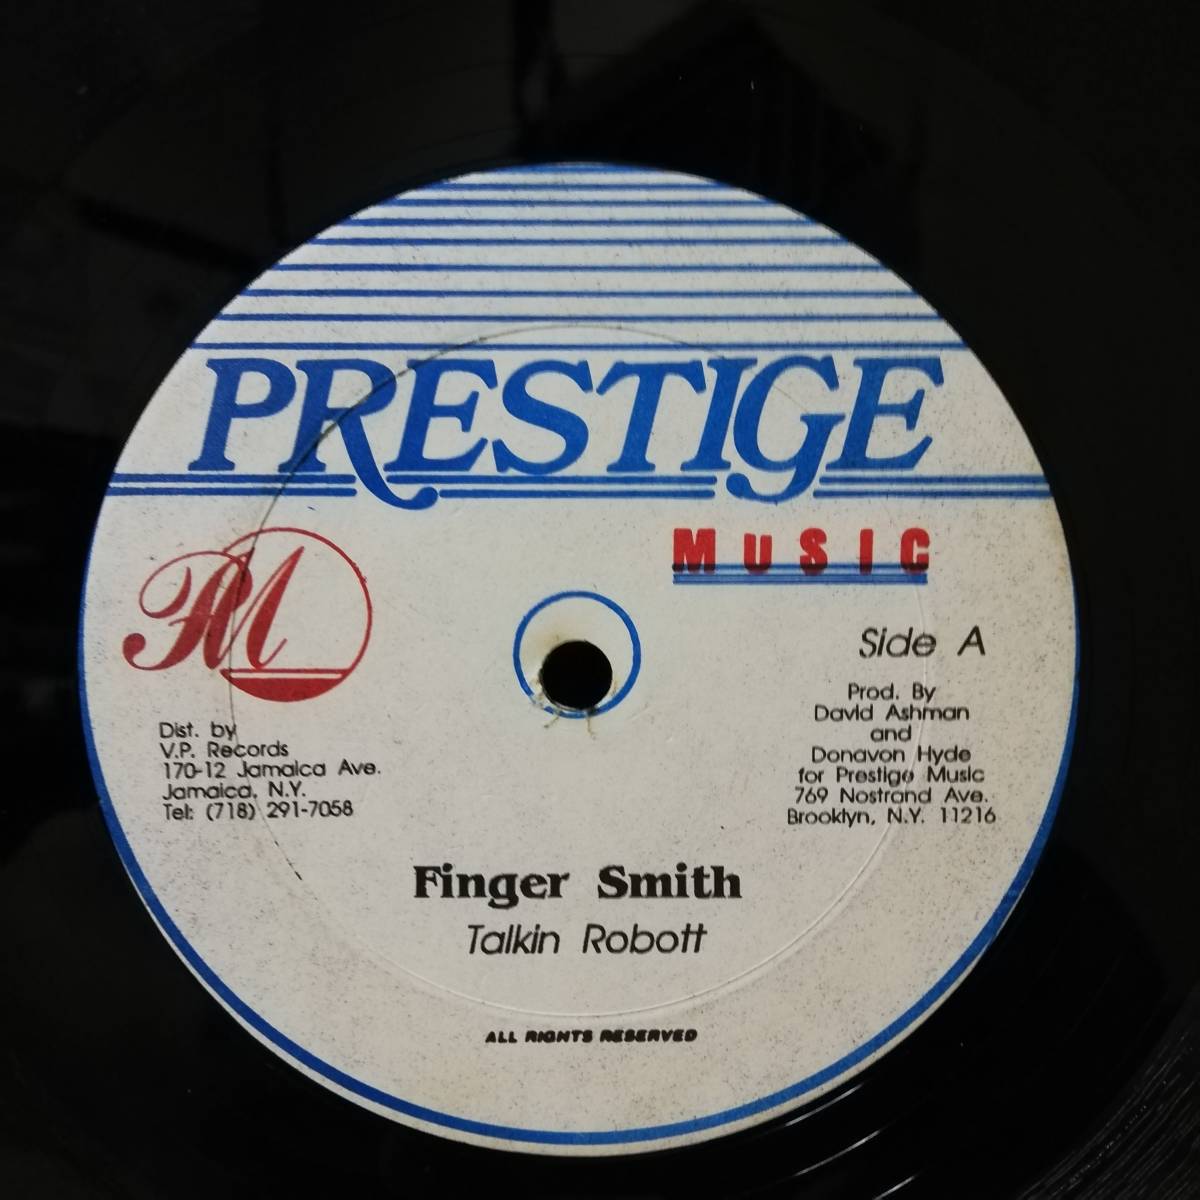 PRESTIGE
MUSIC
PM
Side A
Dist. by
V.P. Records
170-12 Jamaica Ave.
Jamaica, N.Y.
Tel: (718) 291-7058
Prod. By
David Ashman
and
Donavon Hyde
for Prestige Music
769 Nostrand Ave.
Brooklyn, N.Y. 11216
Finger Smith
Talkin Robott
ALL RIGHTS RESERVED